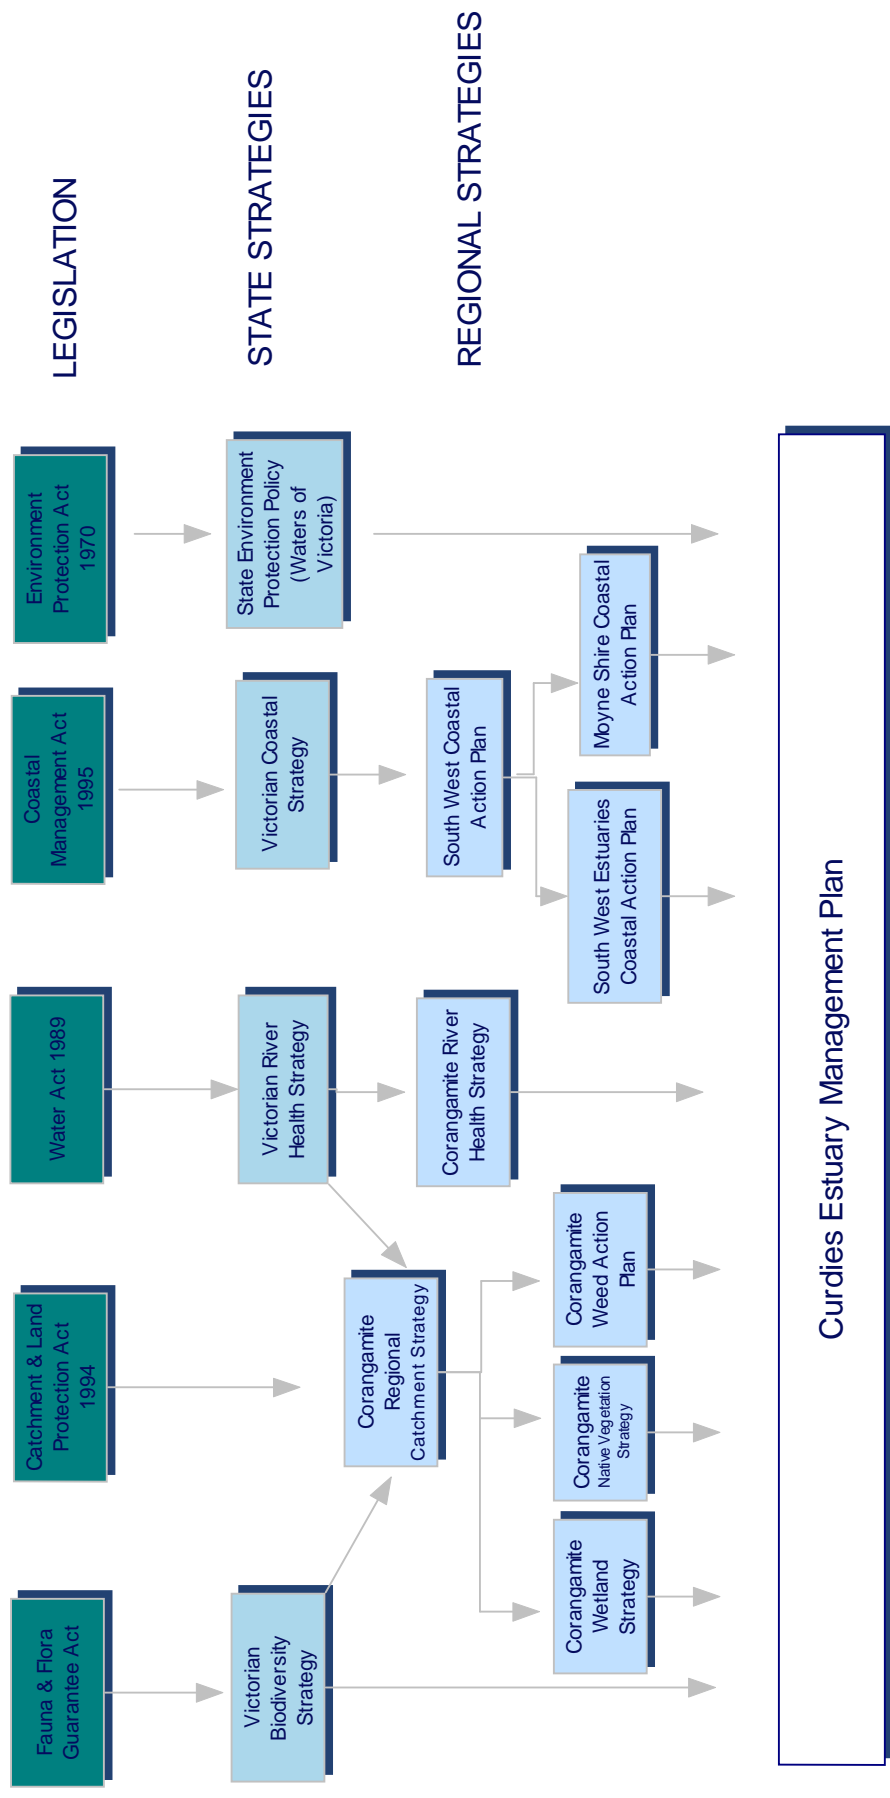 LEGISLATION
Fauna & Flora
Guarantee Act
Catchment & Land
Protection Act
1994
Water Act 1989
Coastal
Management Act
1995
Environment
Protection Act
1970
STATE STRATEGIES
Victorian
Biodiversity
Strategy
Victorian River
Health Strategy
Victorian Coastal
Strategy
State Environment
Protection Policy
(Waters of
Victoria)
REGIONAL STRATEGIES
Corangamite
Regional
Catchment Strategy
Corangamite River
Health Strategy
South West Coastal
Action Plan
Corangamite
Wetland
Strategy
Corangamite
Native Vegetation
Strategy
Corangamite
Weed Action
Plan
South West Estuaries
Coastal Action Plan
Moyne Shire Coastal
Action Plan
Curdies Estuary Management Plan